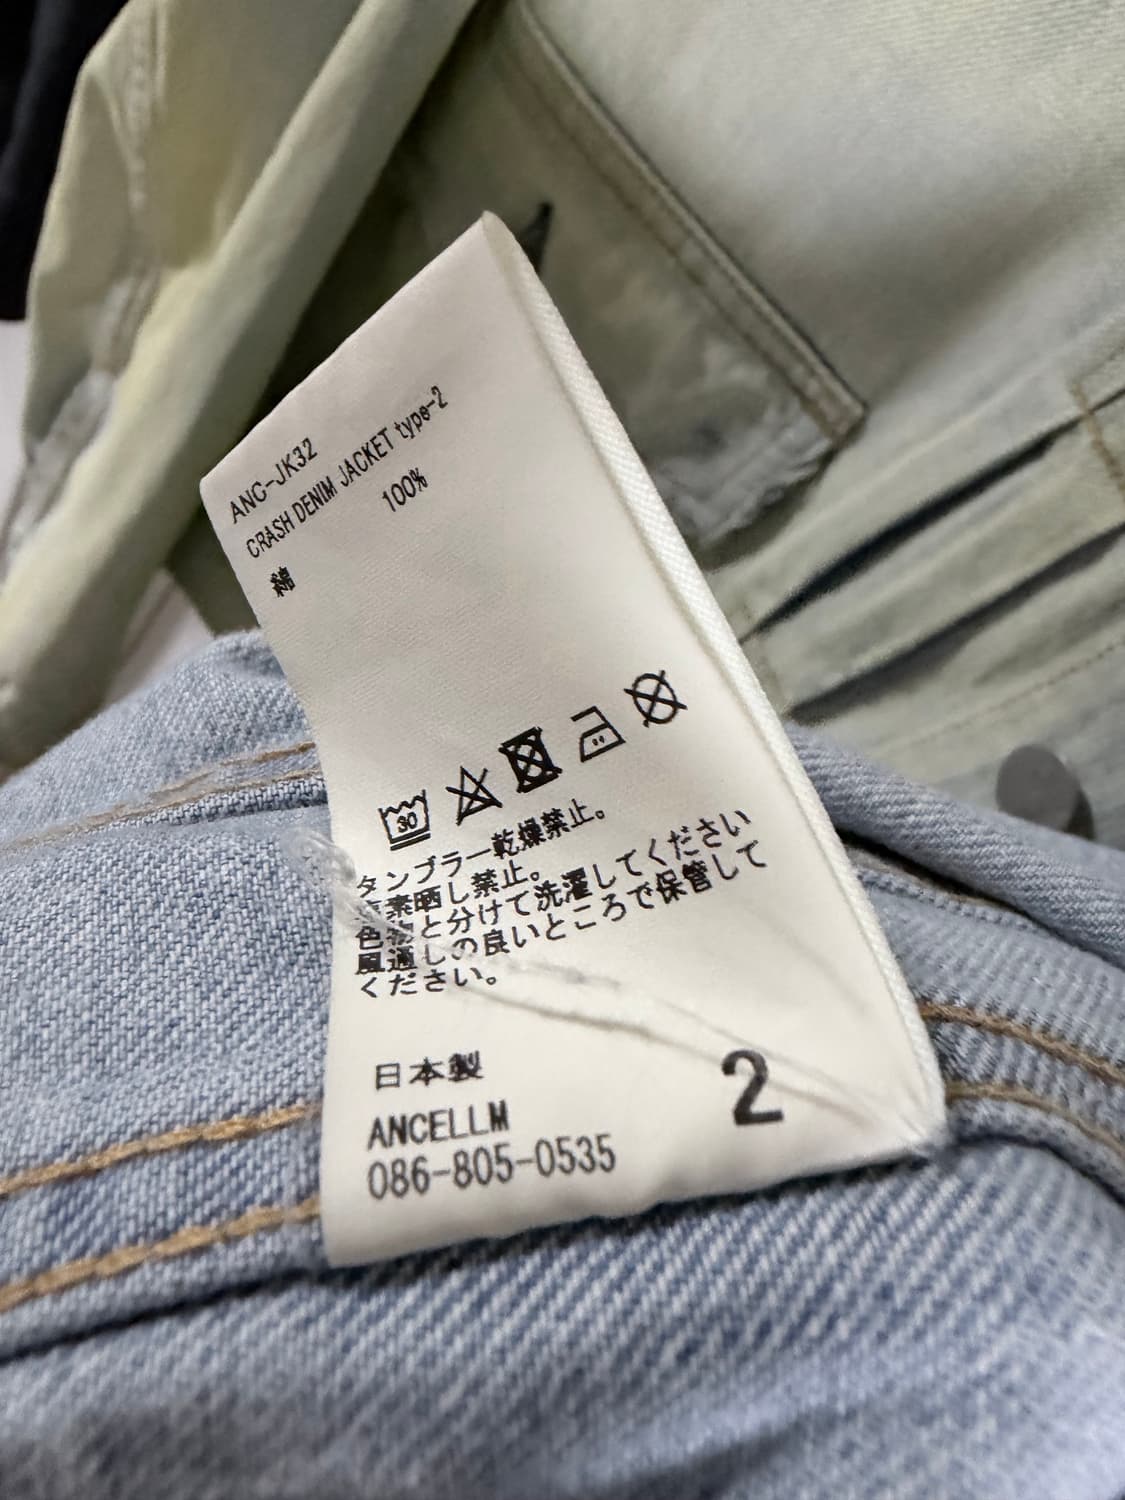 ANC-JK32
CRASH DENIM JACKET type-2
綿 100%
30
タンブラー乾燥禁止。
塩素晒し禁止。
色物と分けて洗濯してください
風通しの良いところで保管して
ください。
日本製
ANCELLM
086-805-0535
2